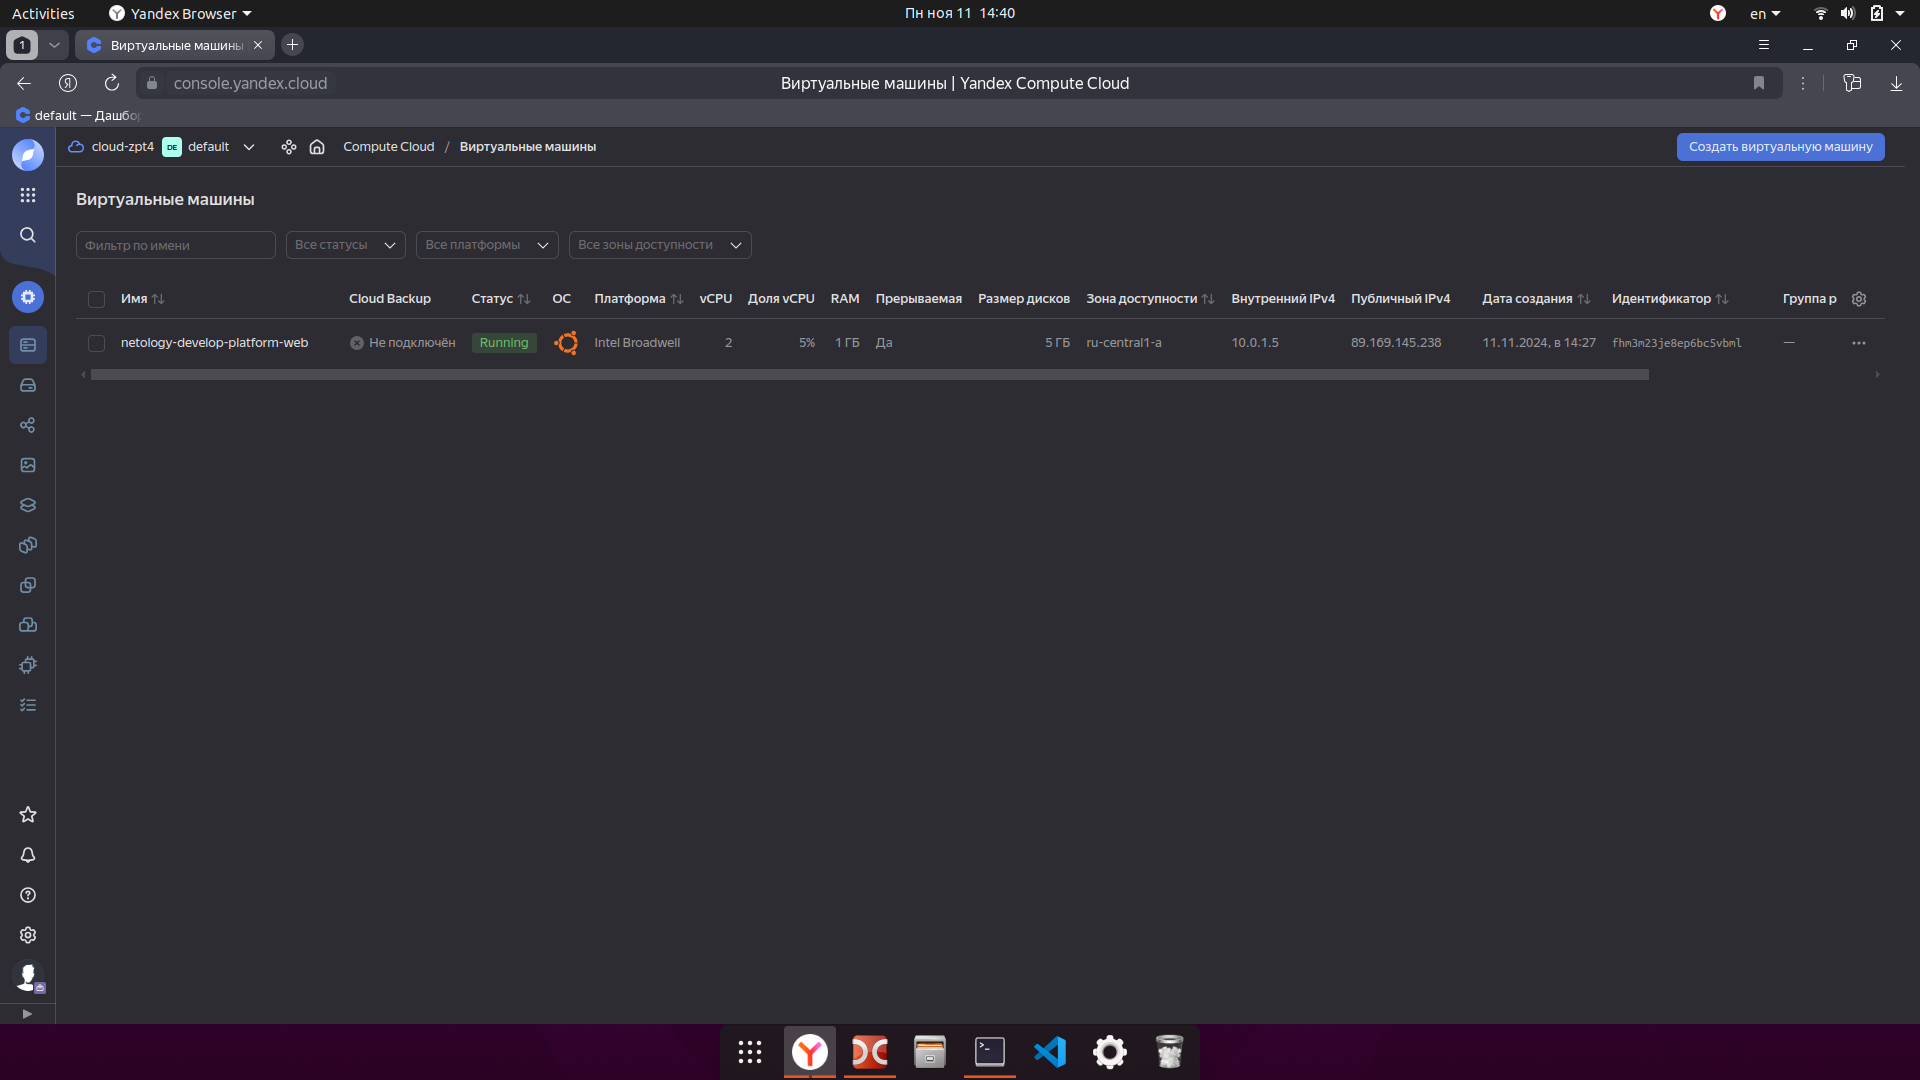 Activities
Yandex Browser
Пн ноя 11 14:40
en
1
Виртуальные машины
console.yandex.cloud
Виртуальные машины | Yandex Compute Cloud
default — Дашбо
cloud-zpt4
DE
default
Compute Cloud / Виртуальные машины
Создать виртуальную машину
Виртуальные машины
Фильтр по имени
Все статусы
Все платформы
Все зоны доступности
Имя Cloud Backup Статус ОС Платформа vCPU Доля vCPU RAM Прерываемая Размер дисков Зона доступности Внутренний IPv4 Публичный IPv4 Дата создания Идентификатор Группа р
netology-develop-platform-web Не подключён Running Intel Broadwell 2 5% 1 ГБ Да 5 ГБ ru-central1-a 10.0.1.5 89.169.145.238 11.11.2024, в 14:27 fhm3m23je8ep6bc5vbml —